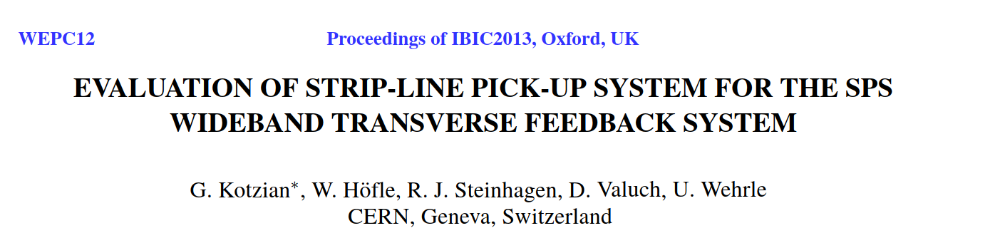 WEPC12 Proceedings of IBIC2013, Oxford, UK
EVALUATION OF STRIP-LINE PICK-UP SYSTEM FOR THE SPS
WIDEBAND TRANSVERSE FEEDBACK SYSTEM
G. Kotzian*, W. Höfle, R. J. Steinhagen, D. Valuch, U. Wehrle
CERN, Geneva, Switzerland